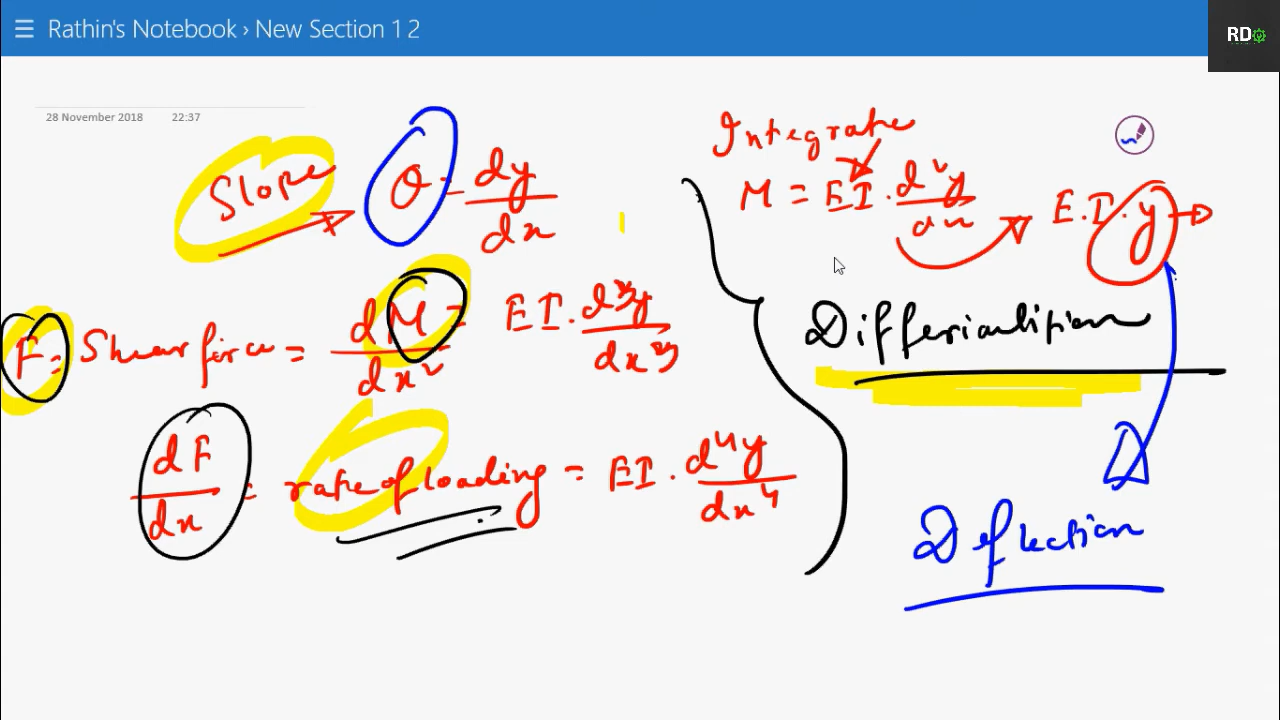 Rathin's Notebook › New Section 1 2
RD
28 November 2018 22:37
Slope → θ = dy/dx
F = Shear force = dM/dx² = EI. d³y/dx³
dF/dx = rate of loading = EI. d⁴y/dx⁴
Integrate
M = EI. d²y/dx → E.I.y →
Deflection